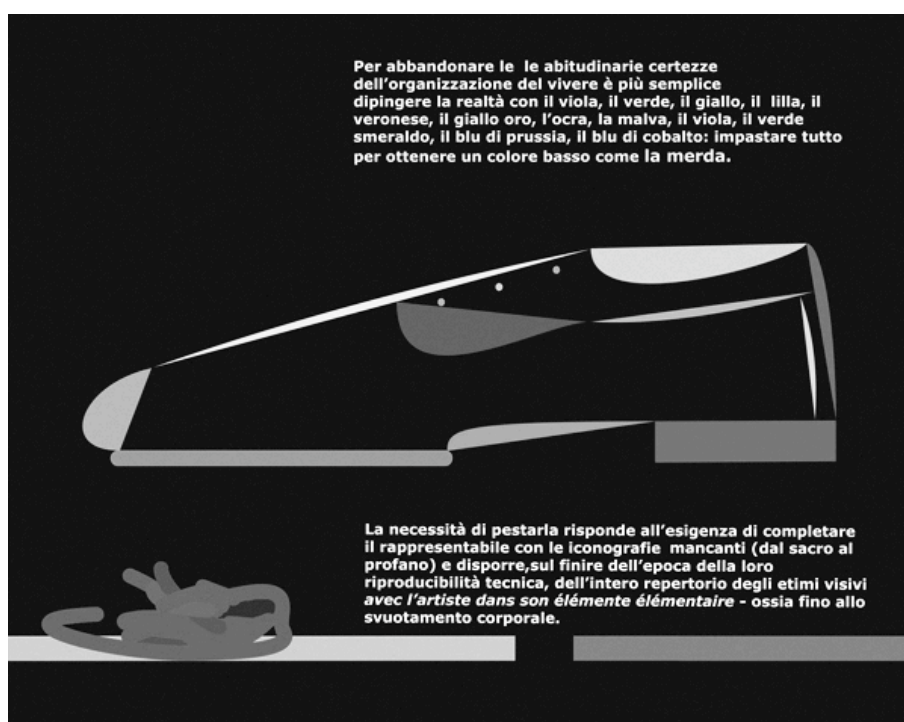 Per abbandonare le  le abitudinarie certezze
dell'organizzazione del vivere è più semplice
dipingere la realtà con il viola, il verde, il giallo, il  lilla, il
veronese, il giallo oro, l'ocra, la malva, il viola, il verde
smeraldo, il blu di prussia, il blu di cobalto: impastare tutto
per ottenere un colore basso come la merda.
La necessità di pestarla risponde all'esigenza di completare
il rappresentabile con le iconografie  mancanti (dal sacro al
profano) e disporre,sul finire dell'epoca della loro
riproducibilità tecnica, dell'intero repertorio degli etimi visivi
avec l'artiste dans son élémente élémentaire - ossia fino allo
svuotamento corporale.